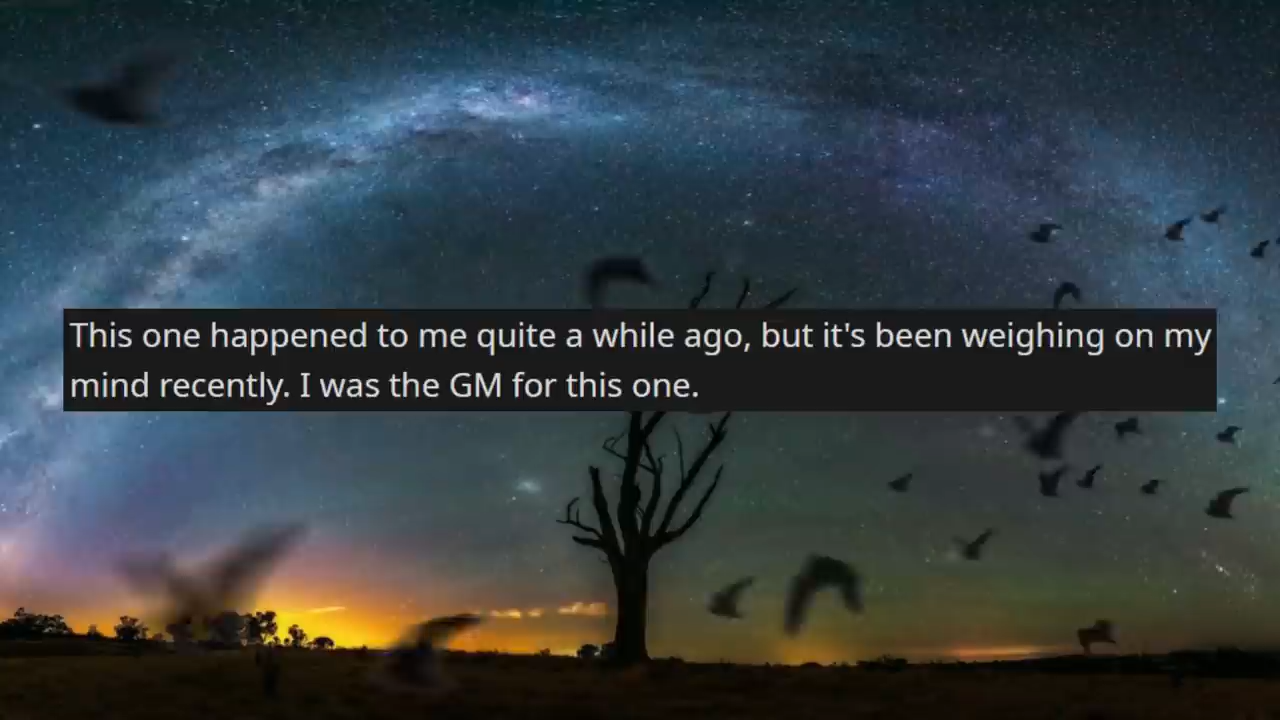 This one happened to me quite a while ago, but it's been weighing on my
mind recently. I was the GM for this one.